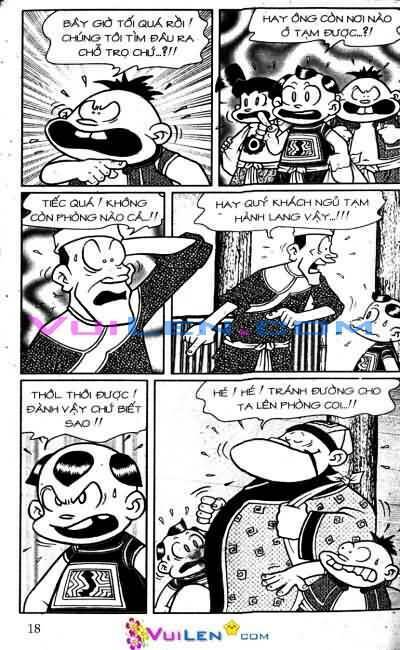 BÂY GIỜ TỐI QUÁ RỒI !
CHÚNG TÔI TÌM ĐÂU RA
CHỖ TRỌ CHỨ...?!!
HAY ÔNG CÒN NƠI NÀO
Ở TẠM ĐƯỢC...?!
TIẾC QUÁ ! KHÔNG
CÒN PHÒNG NÀO CẢ...!!
HAY QUÝ KHÁCH NGỦ TẠM
HÀNH LANG VẬY...!!!
VuiLen.com
THÔI. THÔI ĐƯỢC !
ĐÀNH VẬY CHỨ BIẾT
SAO !!
HÉ ! HÉ ! TRÁNH ĐƯỜNG CHO
TA LÊN PHÒNG COI...!!
18
VuiLen.com